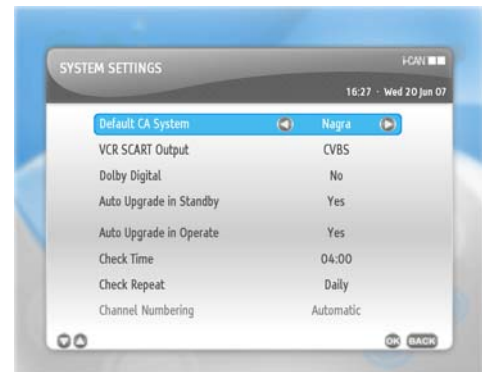 i-CAN
SYSTEM SETTINGS
16:27 - Wed 20 Jun 07
Default CA System Nagra
VCR SCART Output CVBS
Dolby Digital No
Auto Upgrade in Standby Yes
Auto Upgrade in Operate Yes
Check Time 04:00
Check Repeat Daily
Channel Numbering Automatic
OK BACK